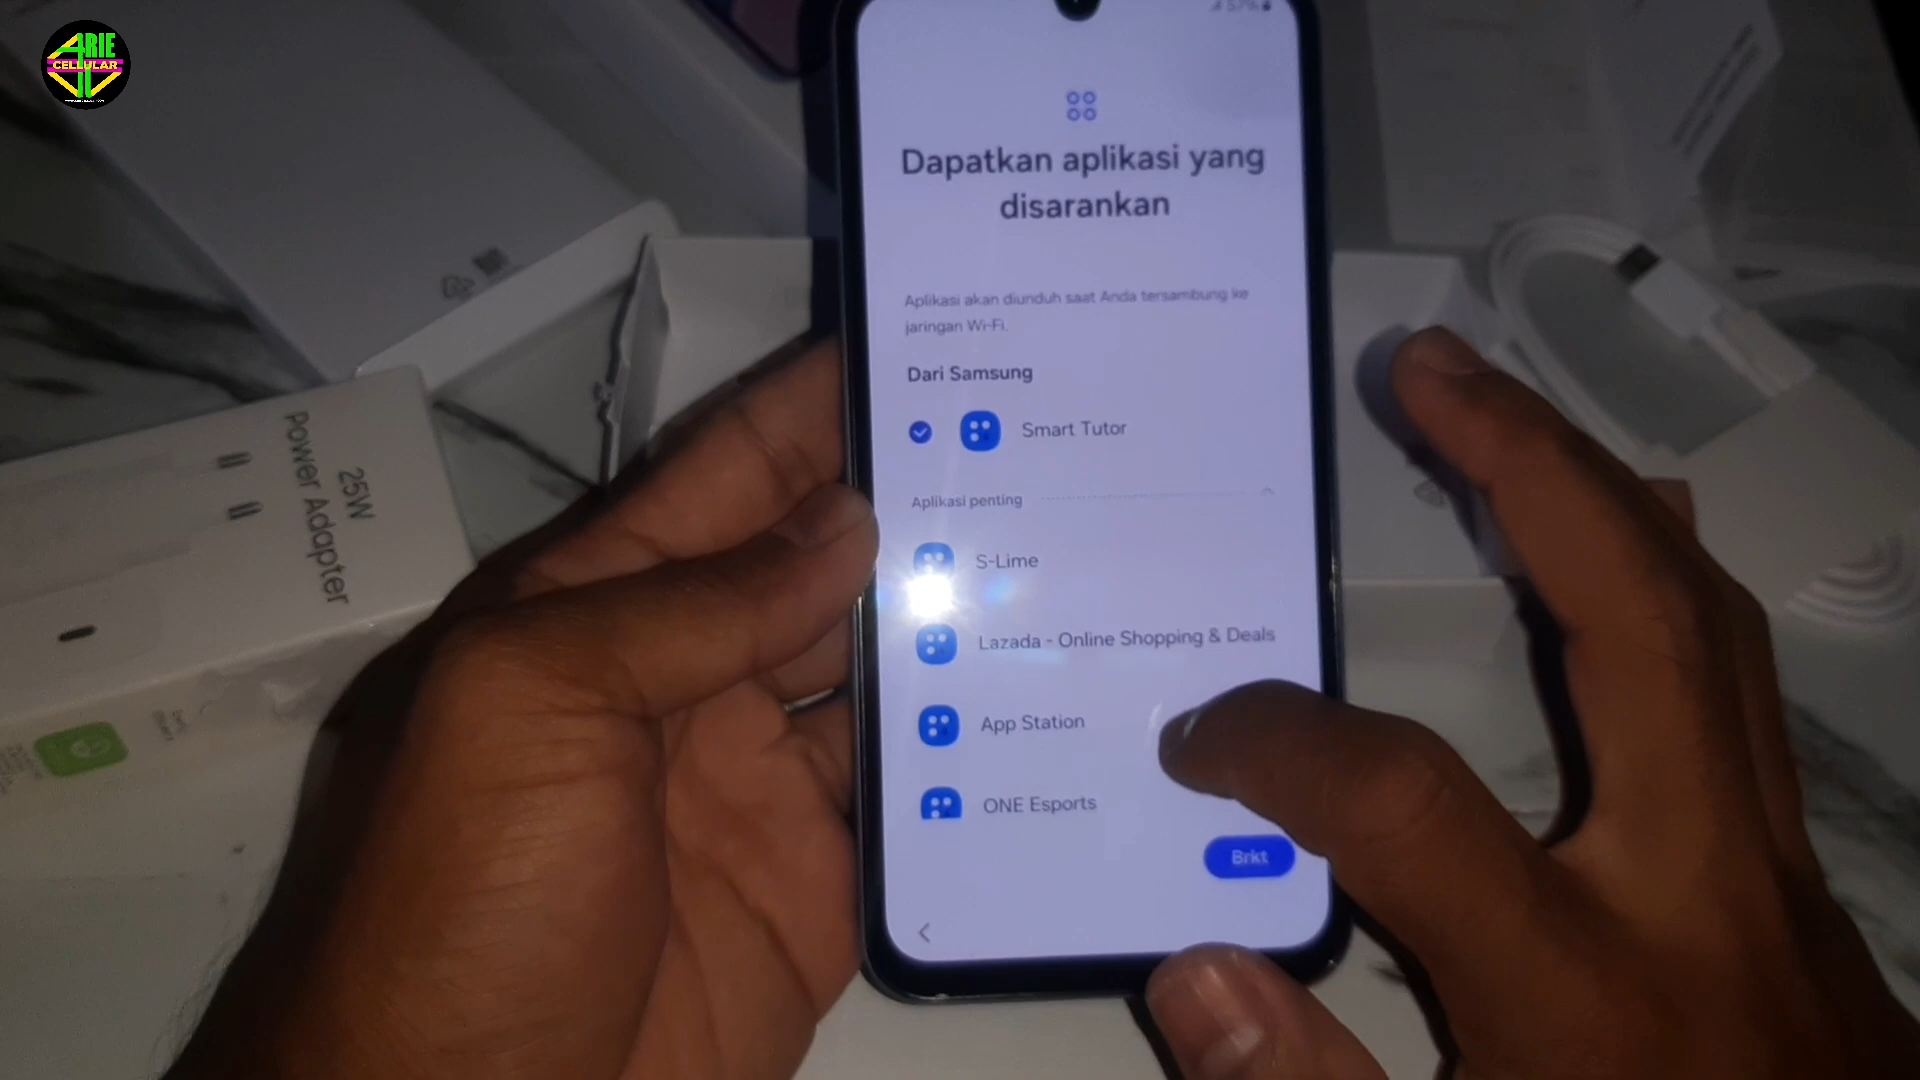 ARIE
CELLULAR
57%
Dapatkan aplikasi yang
disarankan
Aplikasi akan diunduh saat Anda tersambung ke
jaringan Wi-Fi.
Dari Samsung
Smart Tutor
Aplikasi penting
S-Lime
Lazada - Online Shopping & Deals
App Station
ONE Esports
Brkt
25W
Power Adapter